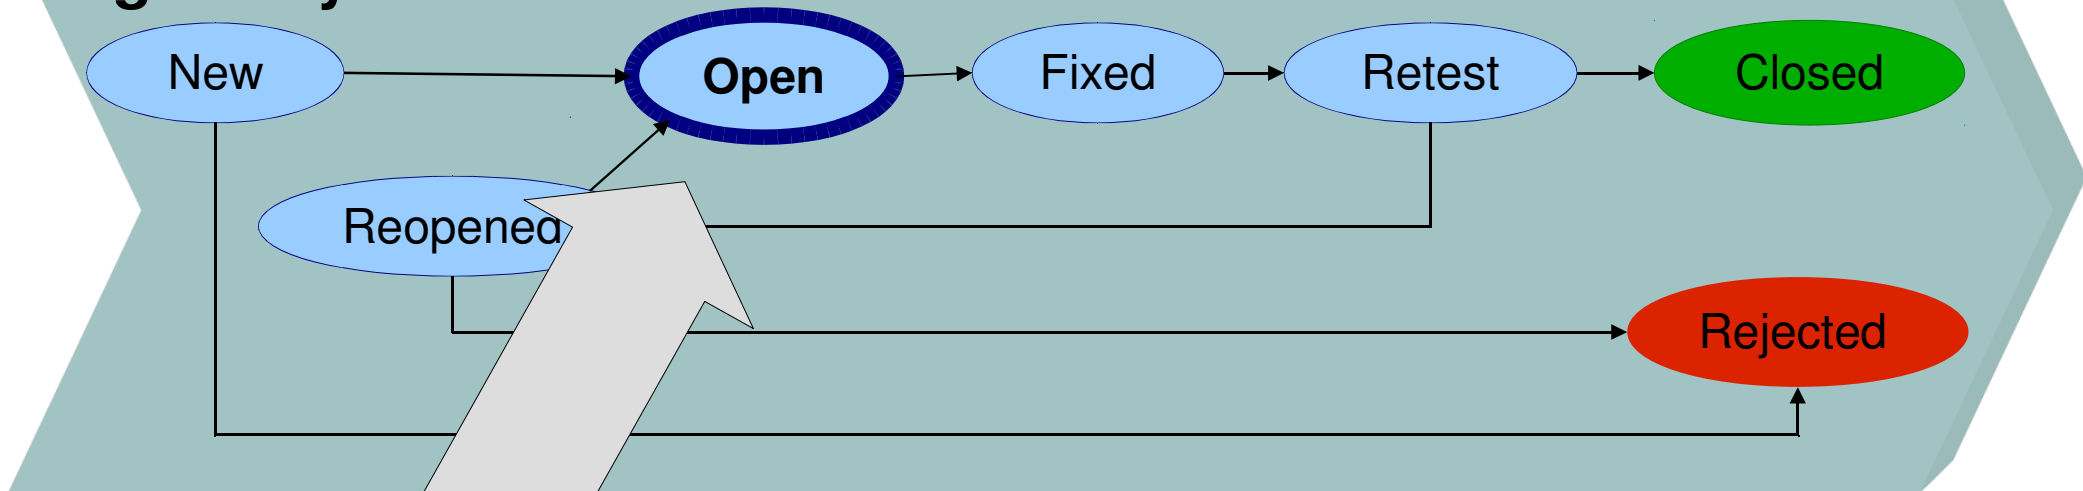 New
Open
Fixed
Retest
Closed
Reopened
Rejected